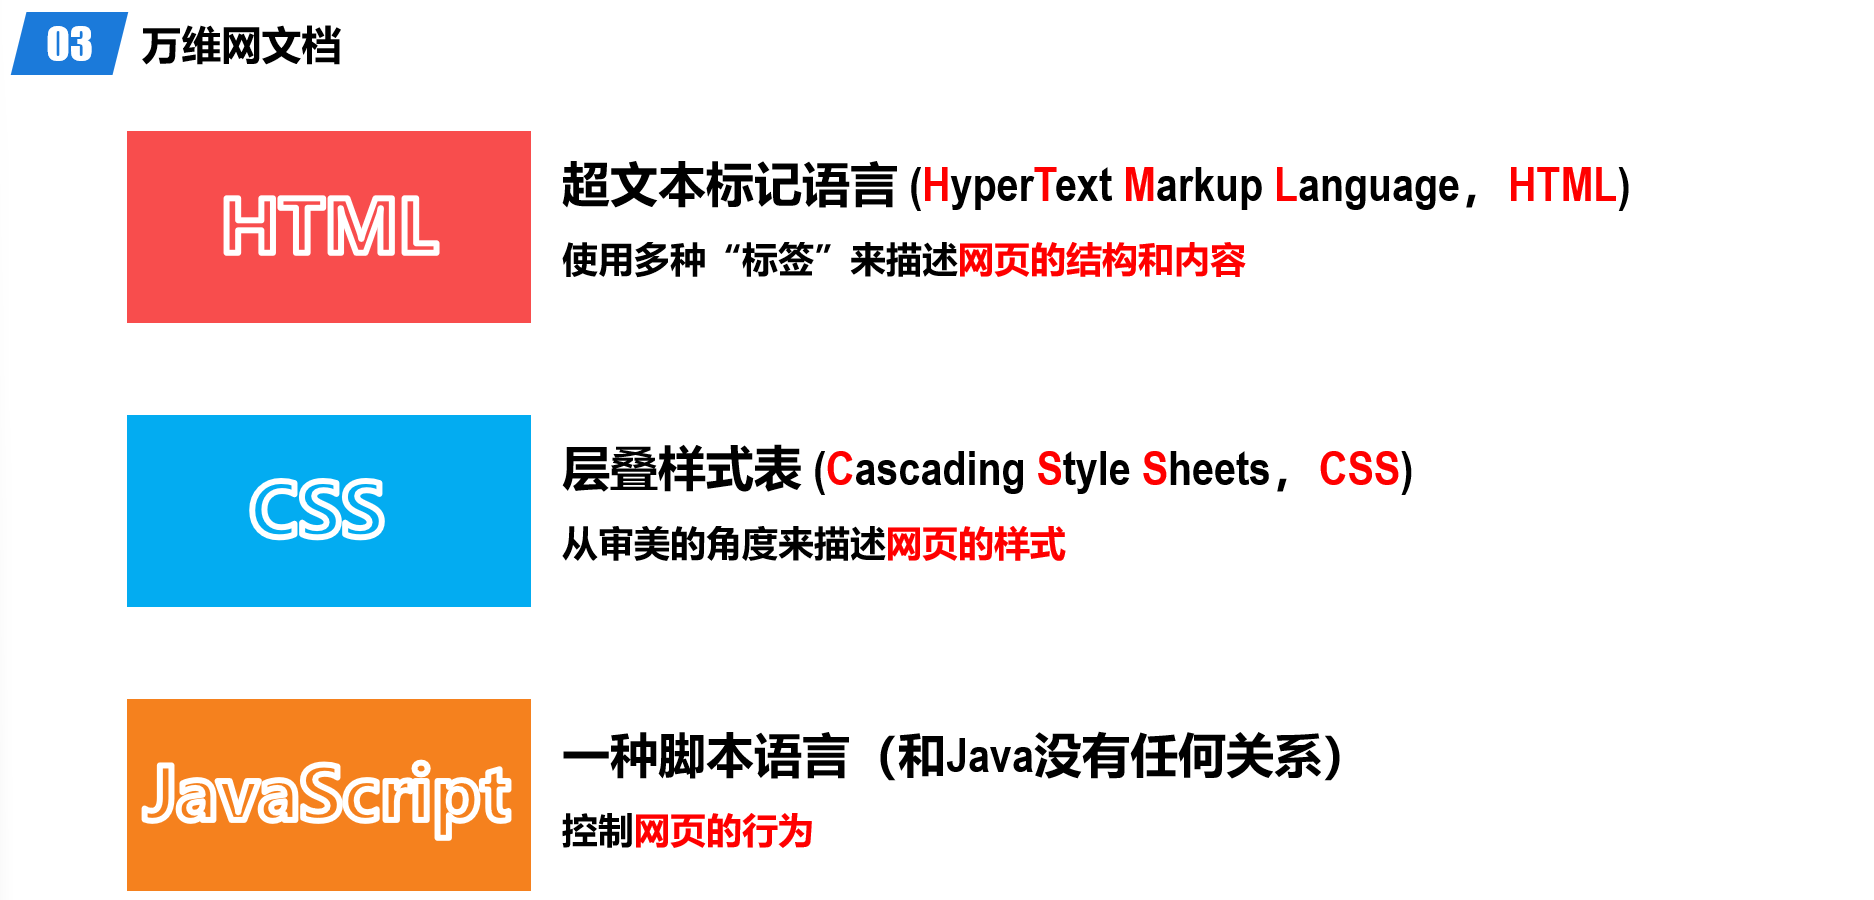 03 万维网文档
HTML
超文本标记语言 (HyperText Markup Language，HTML)
使用多种“标签”来描述网页的结构和内容
CSS
层叠样式表 (Cascading Style Sheets，CSS)
从审美的角度来描述网页的样式
JavaScript
一种脚本语言（和Java没有任何关系）
控制网页的行为